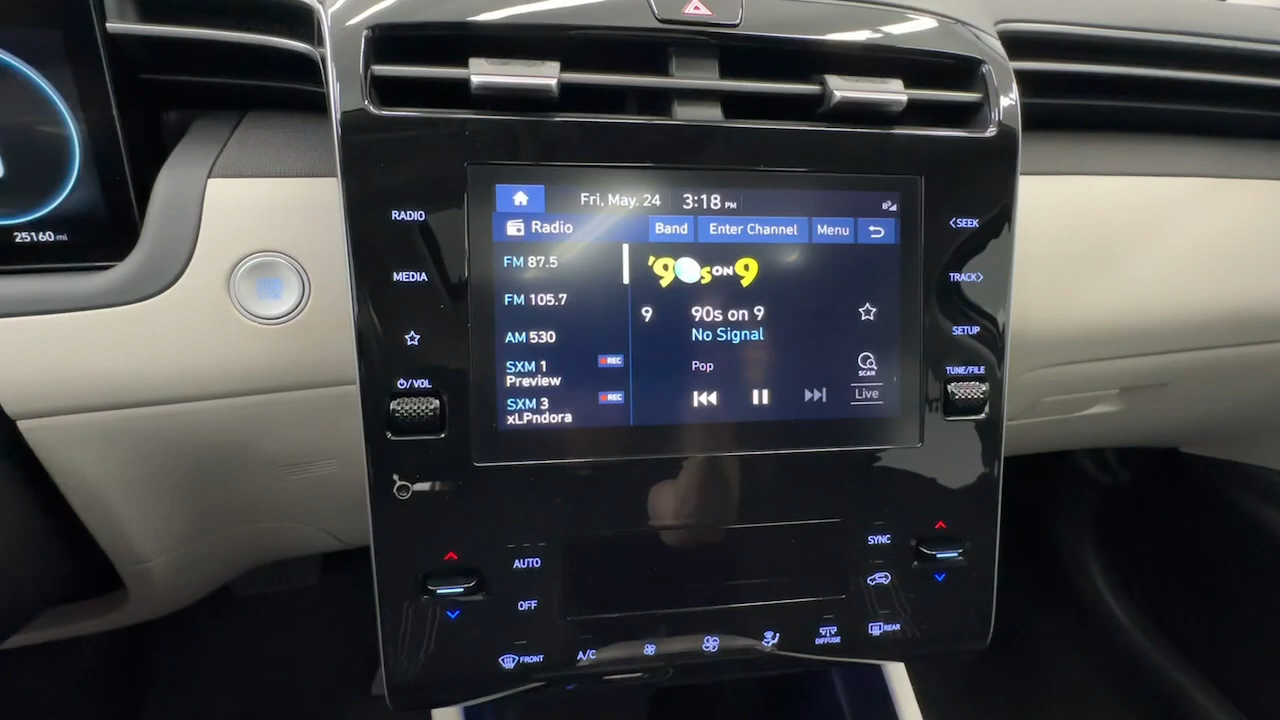 25160 mi
RADIO
MEDIA
VOL
Fri, May. 24 3:18 PM
Radio
Band
Enter Channel
Menu
FM 87.5
FM 105.7
AM 530
SXM 1
Preview
REC
SXM 3
xLPndora
REC
'90s ON 9
9
90s on 9
No Signal
Pop
SCAN
Live
SEEK
TRACK
SETUP
TUNE/FILE
AUTO
OFF
SYNC
FRONT
A/C
DIFFUSE
REAR